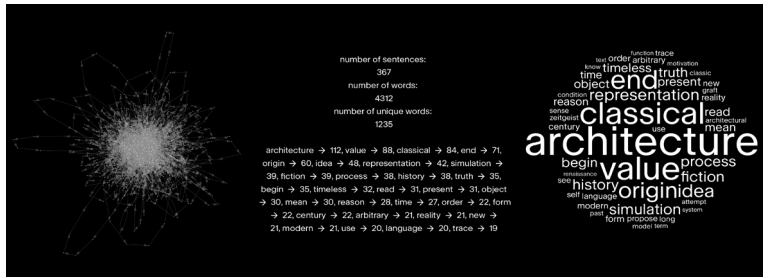 number of sentences:
367
number of words:
4312
number of unique words:
1235
architecture → 112, value → 88, classical → 84, end → 71,
origin → 60, idea → 48, representation → 42, simulation →
39, fiction → 39, process → 38, history → 38, truth → 35,
begin → 35, timeless → 32, read → 31, present → 31, object
→ 30, mean → 30, reason → 28, time → 27, order → 22, form
→ 22, century → 22, arbitrary → 21, reality → 21, new →
21, modern → 21, use → 20, language → 20, trace → 19
function trace
text order arbitrary motivation
know timeless truth classic
time end present new
object graft
condition representation reality
reason
sense classical read
zeitgeist architectural
century use mean
architecture
begin value process
renaissance fiction
see history origin idea
self language attempt
modern simulation system
past form propose long
model term